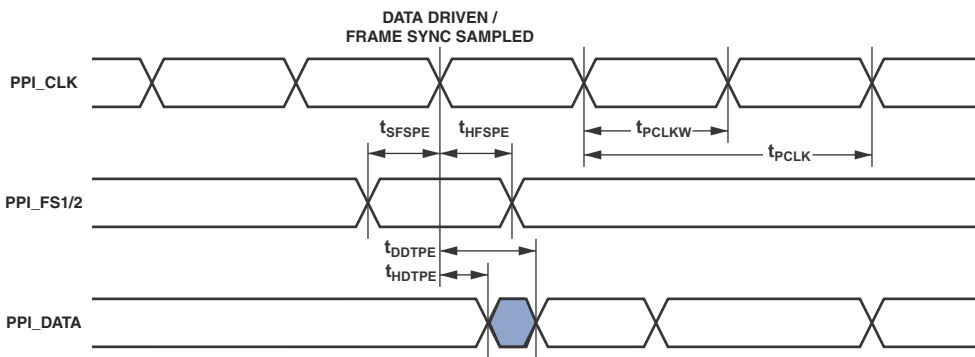 DATA DRIVEN /
FRAME SYNC SAMPLED
PPI_CLK
tSFSPE
tHFSPE
tPCLKW
tPCLK
PPI_FS1/2
tDDTPE
tHDTPE
PPI_DATA